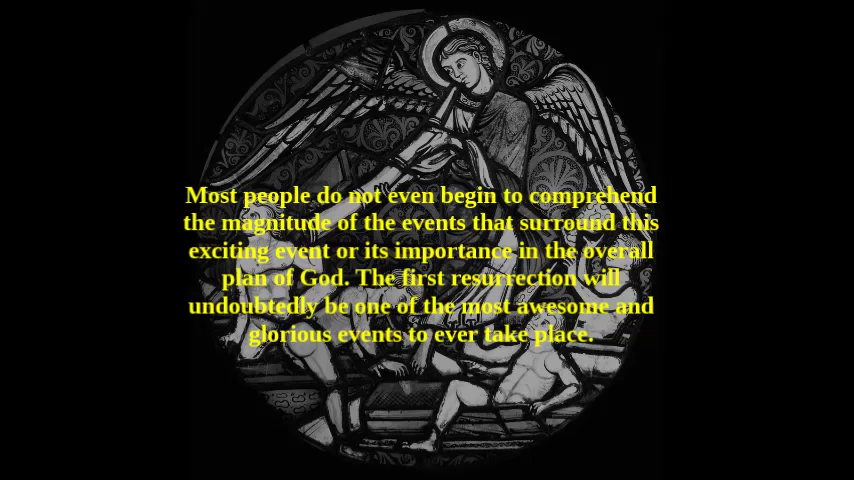 Most people do not even begin to comprehend
the magnitude of the events that surround this
exciting event or its importance in the overall
plan of God. The first resurrection will
undoubtedly be one of the most awesome and
glorious events to ever take place.